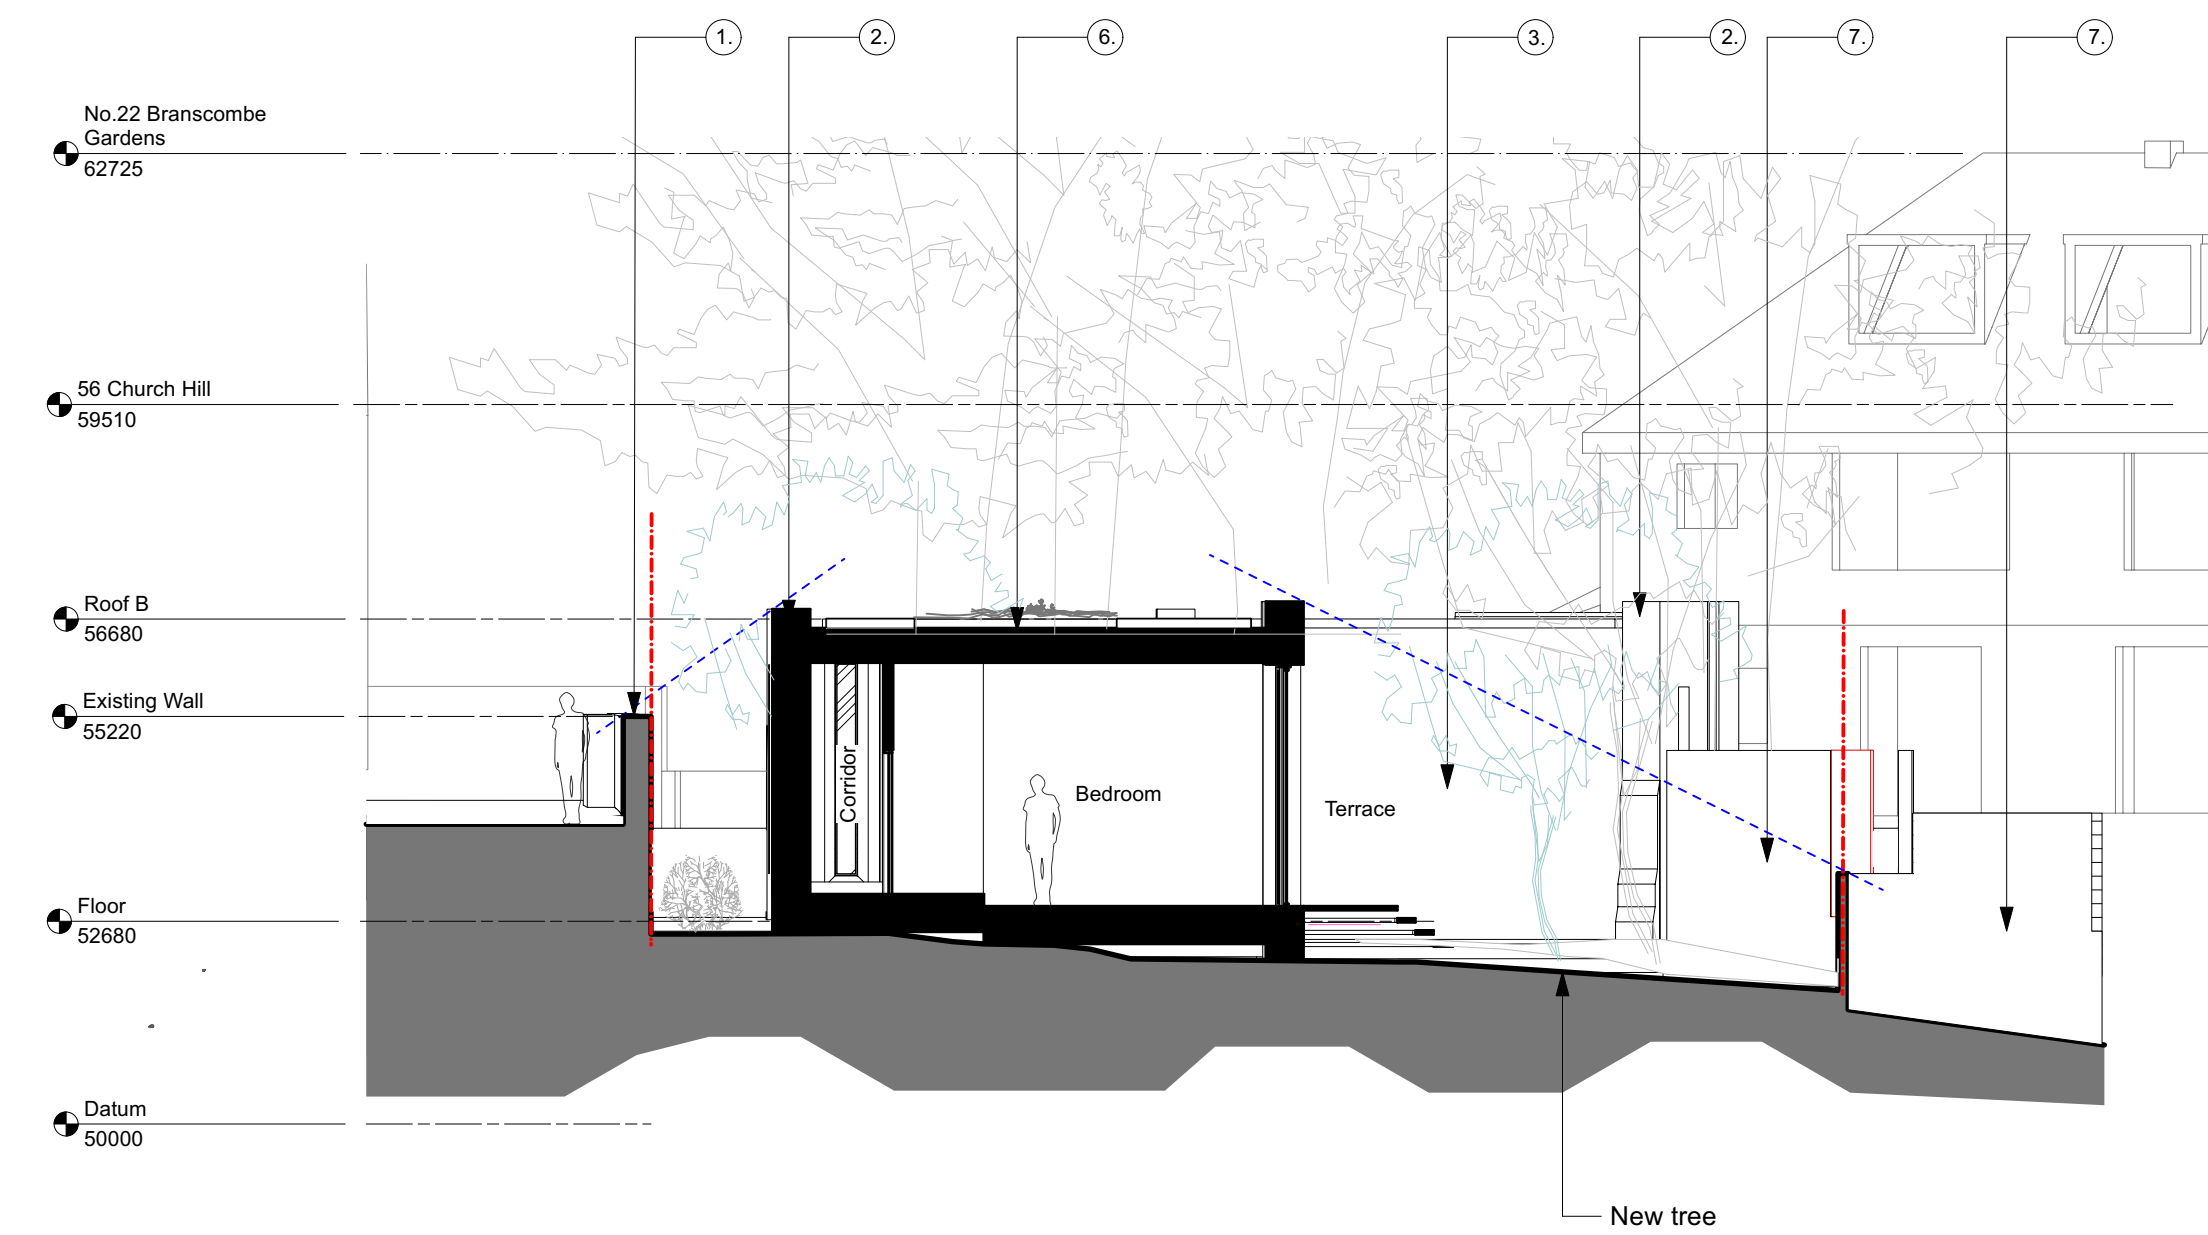 1.
2.
6.
3.
2.
7.
7.
No.22 Branscombe
Gardens
62725
56 Church Hill
59510
Roof B
56680
Existing Wall
55220
Corridor
Bedroom
Terrace
Floor
52680
Datum
50000
New tree